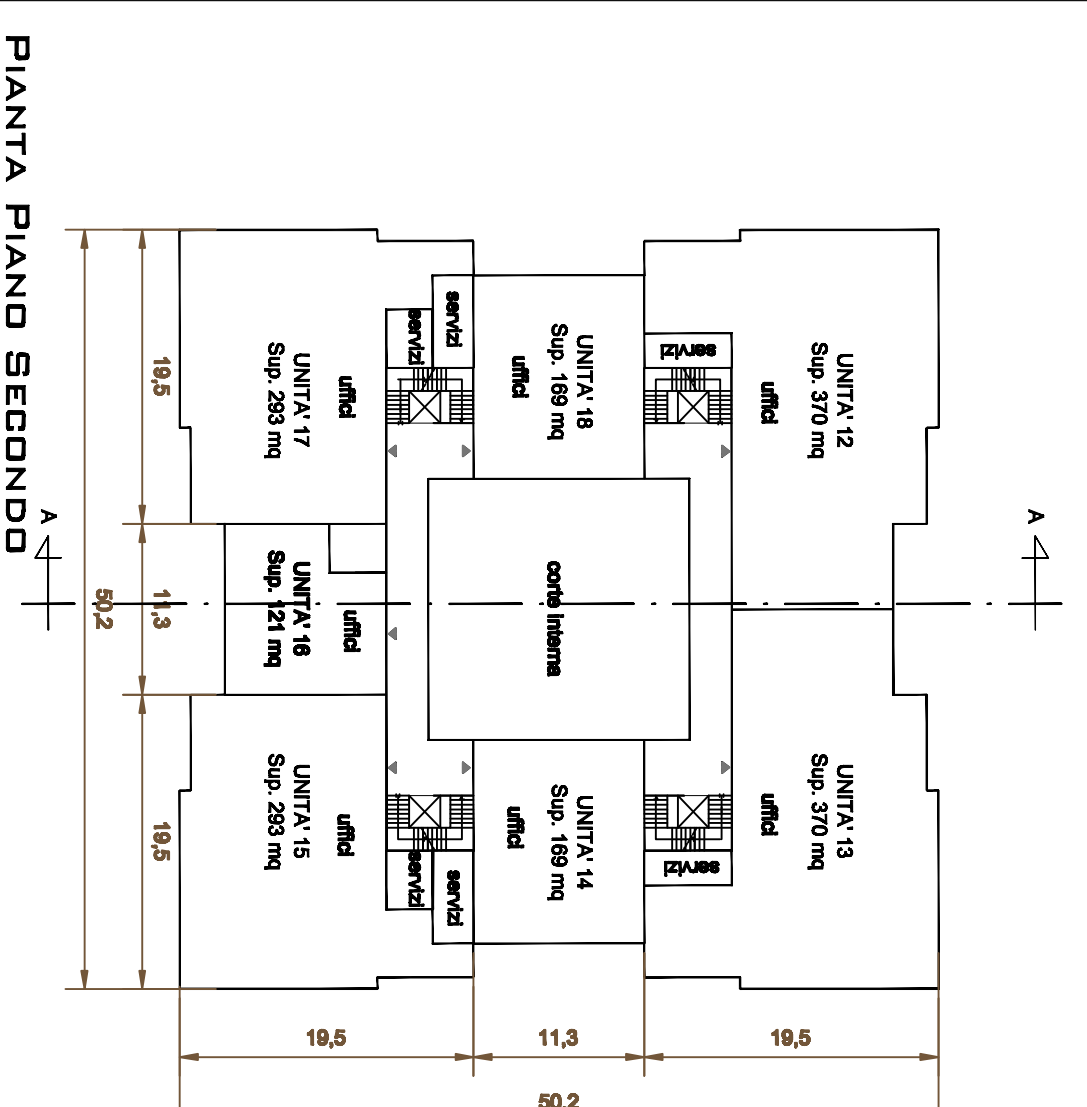 PIANTA PIANO SECONDO
A
A
UNITA' 17
Sup. 293 mq
uffici
servizi
servizi
UNITA' 18
Sup. 169 mq
uffici
servizi
UNITA' 12
Sup. 370 mq
uffici
UNITA' 16
Sup. 121 mq
uffici
corte interna
UNITA' 15
Sup. 293 mq
uffici
servizi
servizi
UNITA' 14
Sup. 169 mq
uffici
servizi
UNITA' 13
Sup. 370 mq
uffici
19,5
11,3
19,5
50,2
19,5
11,3
19,5
50,2